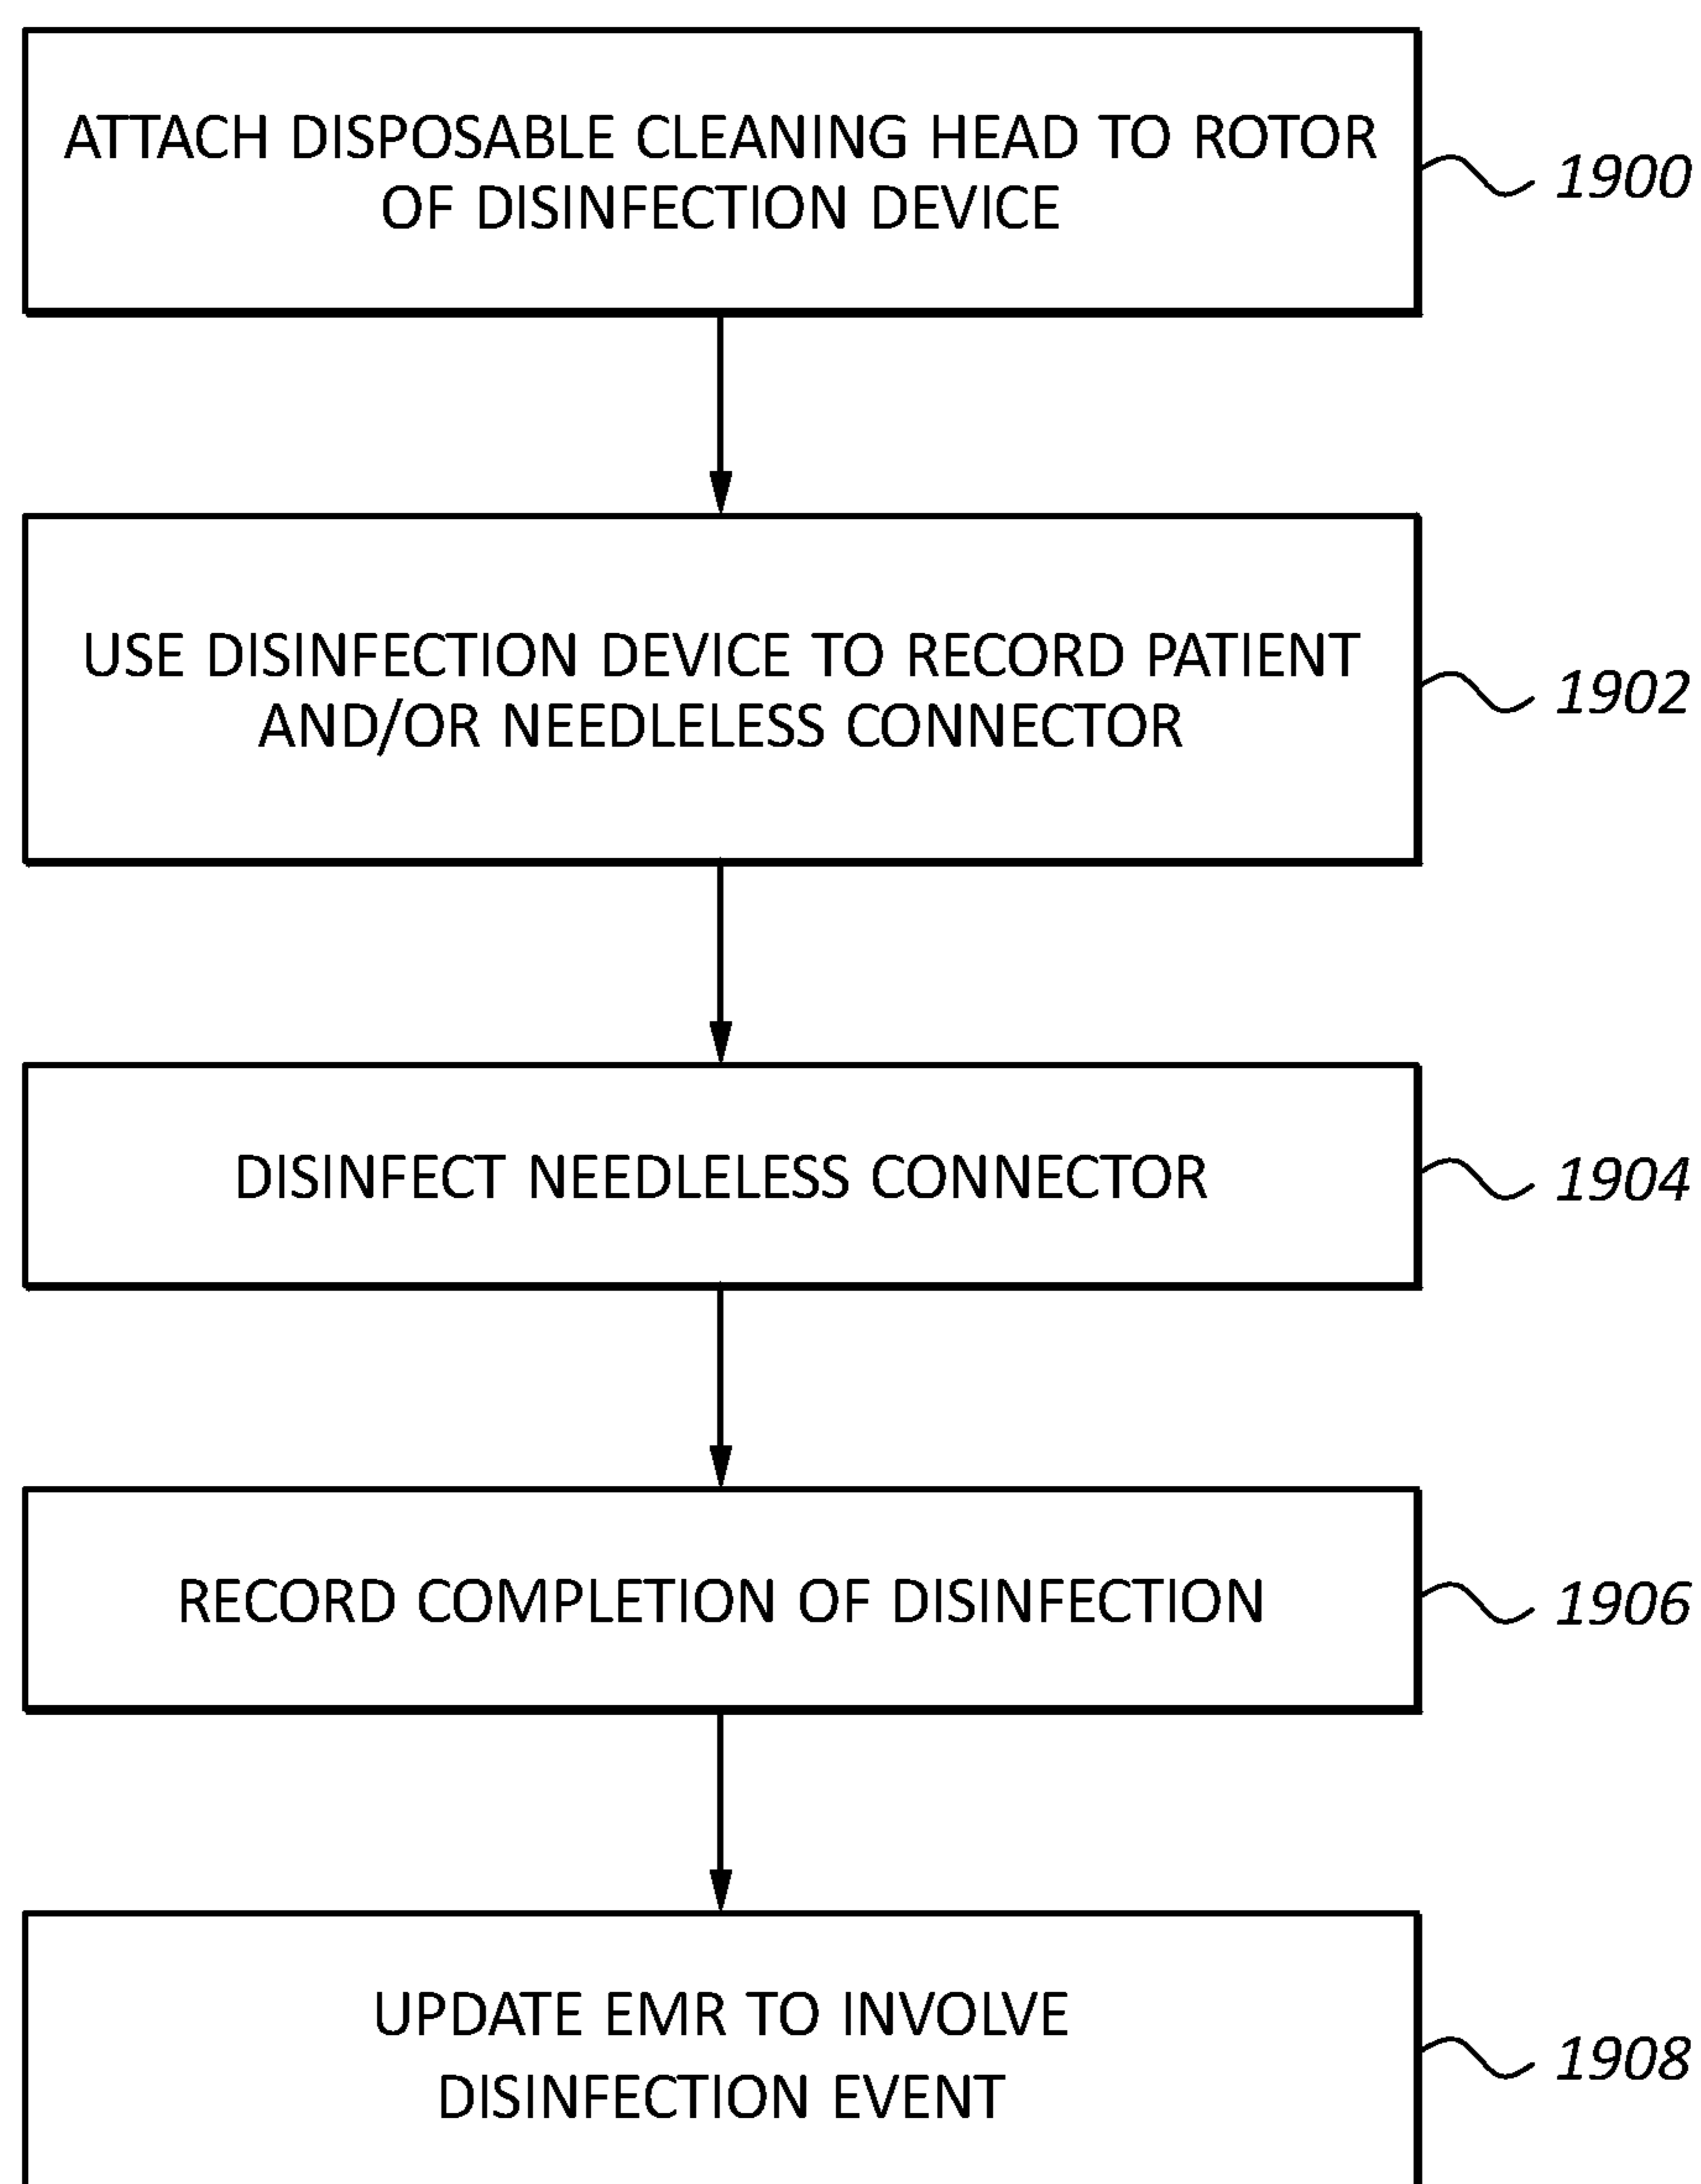 ATTACH DISPOSABLE CLEANING HEAD TO ROTOR
OF DISINFECTION DEVICE
1900
USE DISINFECTION DEVICE TO RECORD PATIENT
AND/OR NEEDLELESS CONNECTOR
1902
DISINFECT NEEDLELESS CONNECTOR
1904
RECORD COMPLETION OF DISINFECTION
1906
UPDATE EMR TO INVOLVE
DISINFECTION EVENT
1908